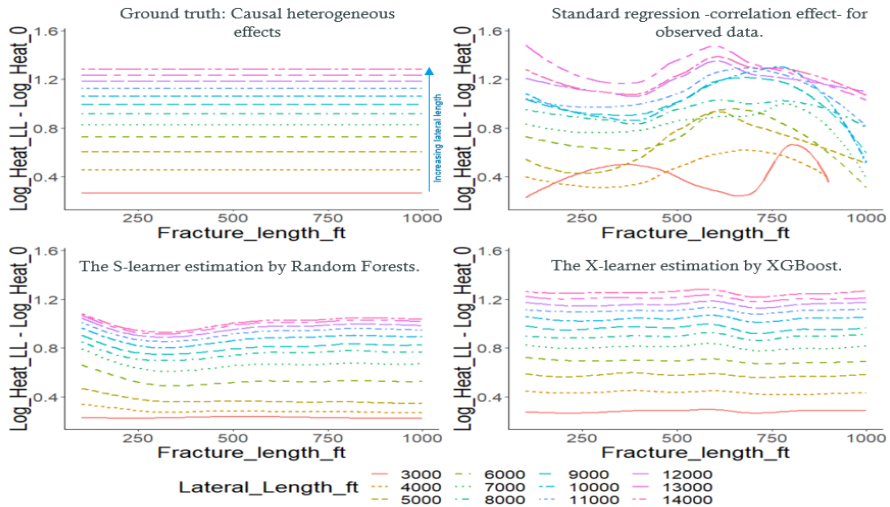 Ground truth: Causal heterogeneous
effects
Log_Heat_LL - Log_Heat_0
1.6
1.2
0.8
0.4
Increasing lateral length
250
500
750
1000
Fracture_length_ft
Standard regression -correlation effect- for
observed data.
Log_Heat_LL - Log_Heat_0
1.6
1.2
0.8
0.4
250
500
750
1000
Fracture_length_ft
The S-learner estimation by Random Forests.
Log_Heat_LL - Log_Heat_0
1.6
1.2
0.8
0.4
250
500
750
1000
Fracture_length_ft
The X-learner estimation by XGBoost.
Log_Heat_LL - Log_Heat_0
1.6
1.2
0.8
0.4
250
500
750
1000
Fracture_length_ft
Lateral_Length_ft
3000 6000 9000 12000
4000 7000 10000 13000
5000 8000 11000 14000